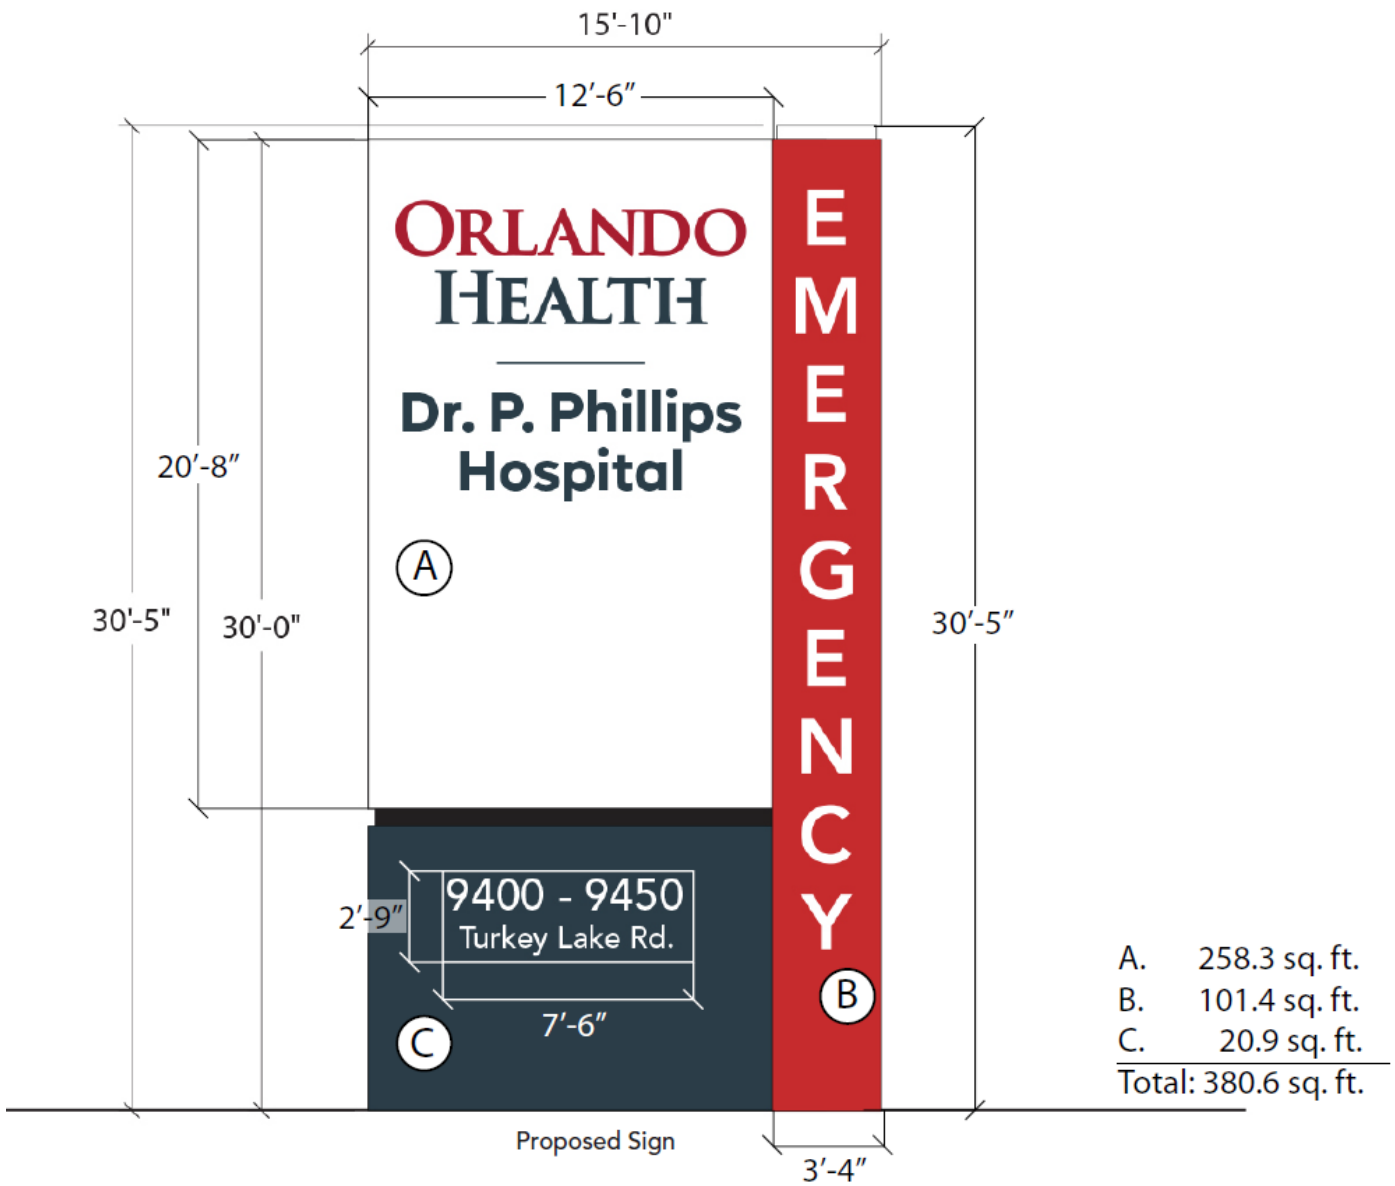 15'-10"
12'-6”
ORLANDO
HEALTH
Dr. P. Phillips
Hospital
EMERGENCY
20'-8”
A
30'-5"
30'-0"
30'-5”
9400 - 9450
Turkey Lake Rd.
2'-9”
7'-6”
B
C
A. 258.3 sq. ft.
B. 101.4 sq. ft.
C. 20.9 sq. ft.
Total: 380.6 sq. ft.
Proposed Sign
3'-4”